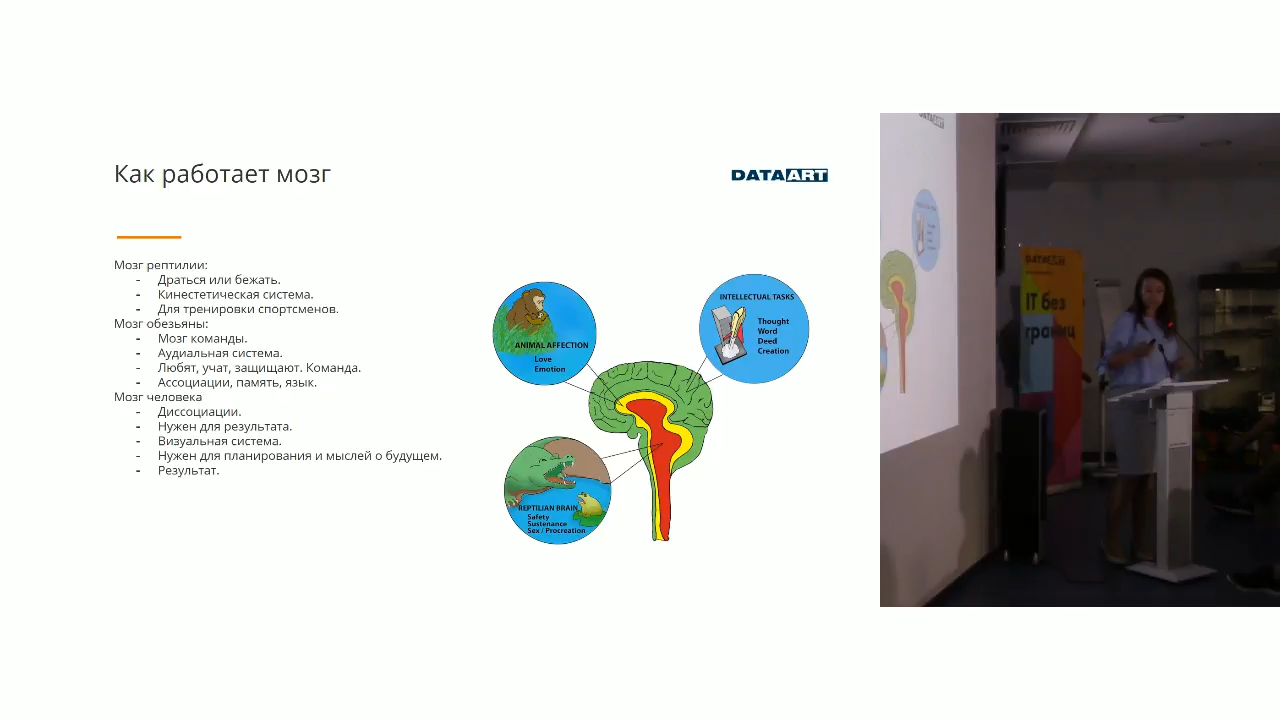 Как работает мозг
DATAART
Мозг рептилии:
- Драться или бежать.
- Кинестетическая система.
- Для тренировки спортсменов.
Мозг обезьяны:
- Мозг команды.
- Аудиальная система.
- Любят, учат, защищают. Команда.
- Ассоциации, память, язык.
Мозг человека
- Диссоциации.
- Нужен для результата.
- Визуальная система.
- Нужен для планирования и мыслей о будущем.
- Результат.
ANIMAL AFFECTION
Love
Emotion
INTELLECTUAL TASKS
Thought
Word
Deed
Creation
REPTILIAN BRAIN
Safety
Sustenance
Sex / Procreation
DATAART
IT без
границ